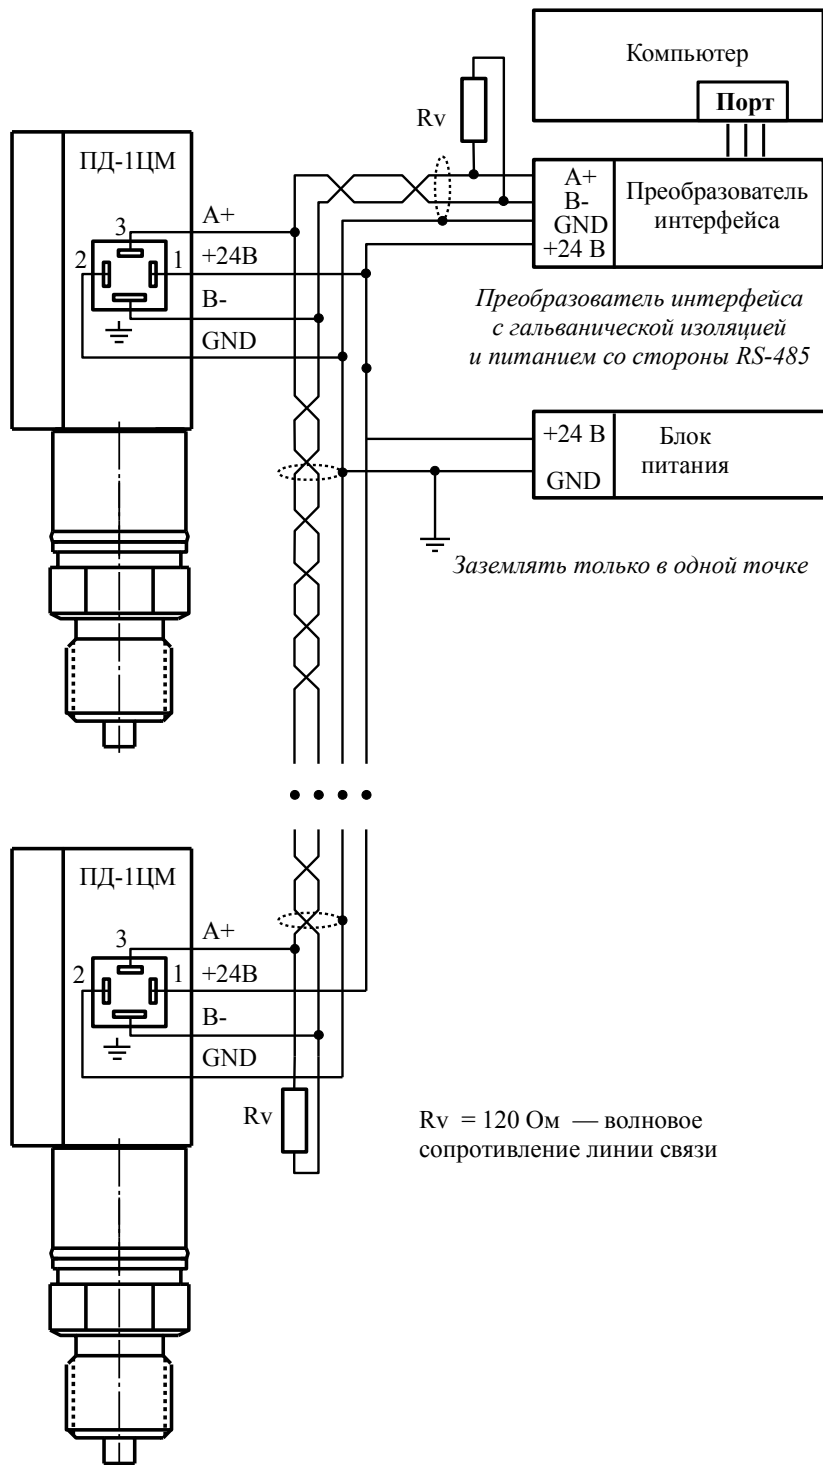 Компьютер
Порт
Rv
ПД-1ЦМ
A+
B-
GND
+24 В
Преобразователь
интерфейса
3
2
1
A+
+24В
B-
GND
Преобразователь интерфейса
с гальванической изоляцией
и питанием со стороны RS-485
+24 В
GND
Блок
питания
Заземлять только в одной точке
ПД-1ЦМ
3
2
1
A+
+24В
B-
GND
Rv
Rv = 120 Ом — волновое
сопротивление линии связи